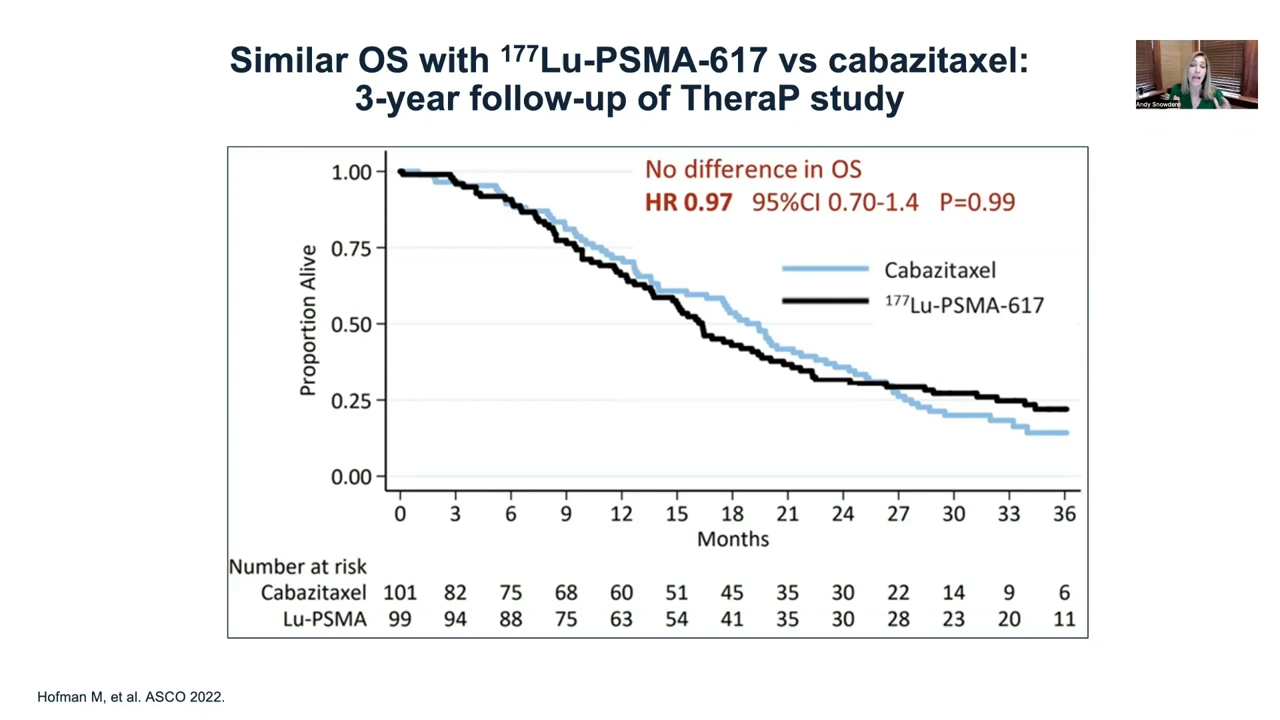 Similar OS with ¹⁷⁷Lu-PSMA-617 vs cabazitaxel:
3-year follow-up of TheraP study
Andy Snowdere
No difference in OS
HR 0.97 95%CI 0.70-1.4 P=0.99
Cabazitaxel
¹⁷⁷Lu-PSMA-617
Proportion Alive
1.00
0.75
0.50
0.25
0.00
0 3 6 9 12 15 18 21 24 27 30 33 36
Months
Number at risk
Cabazitaxel 101 82 75 68 60 51 45 35 30 22 14 9 6
Lu-PSMA 99 94 88 75 63 54 41 35 30 28 23 20 11
Hofman M, et al. ASCO 2022.